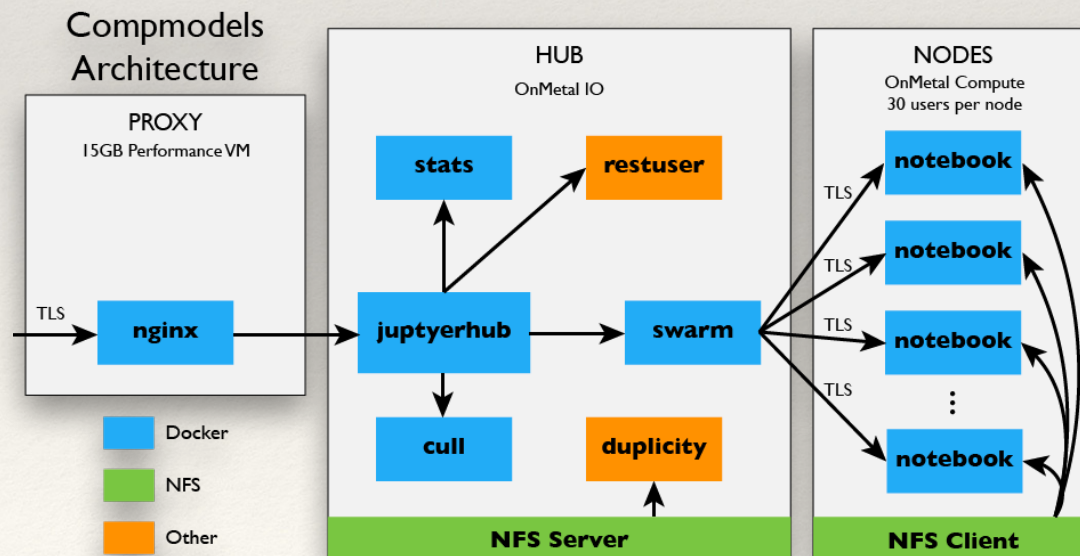 Compmodels
Architecture
PROXY
15GB Performance VM
TLS
nginx
Docker
NFS
Other
HUB
OnMetal IO
stats
restuser
juptyerhub
swarm
cull
duplicity
NFS Server
NODES
OnMetal Compute
30 users per node
TLS
notebook
TLS
notebook
TLS
notebook
TLS
notebook
NFS Client